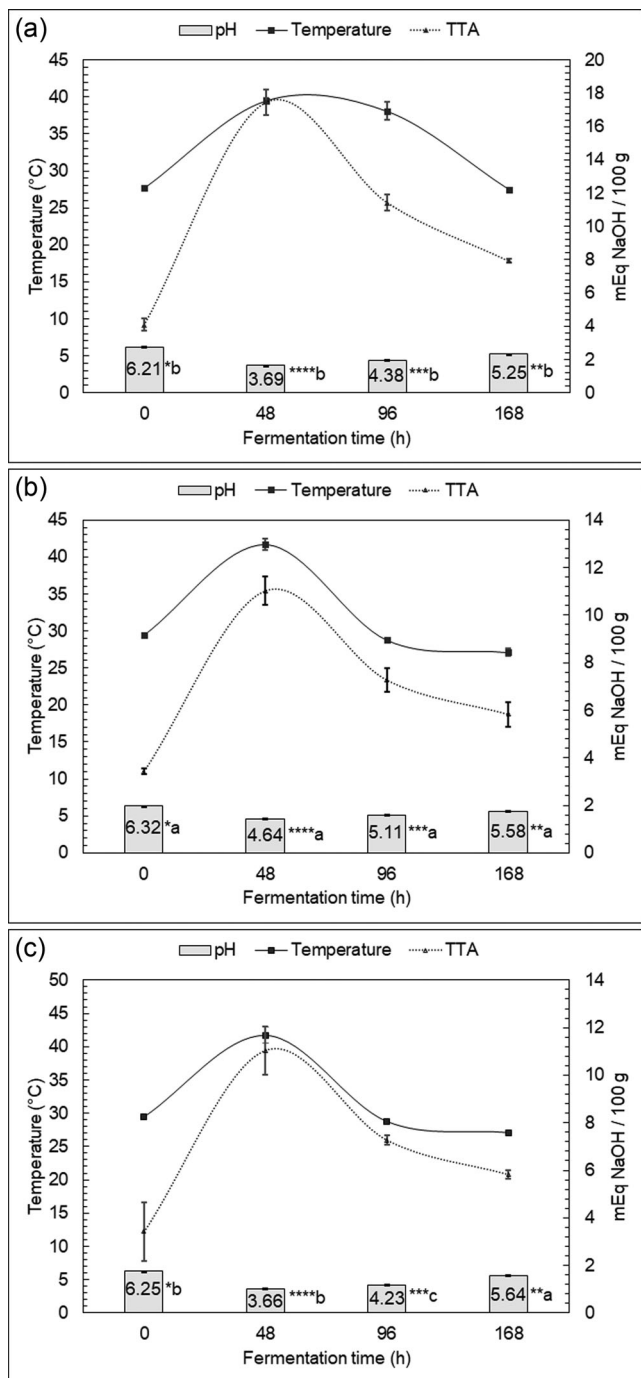 (a)
pH Temperature TTA
45 20
40 18
35 16
30 14
25 12
20 10
15 8
10 6
5 4
0 2
0
Temperature (°C)
mEq NaOH / 100 g
6.21 *b 3.69 ****b 4.38 ***b 5.25 **b
0 48 96 168
Fermentation time (h)
(b)
pH Temperature TTA
45 14
40 12
35 10
30 8
25 6
20 4
15 2
10 0
5
0
Temperature (°C)
mEq NaOH / 100 g
6.32 *a 4.64 ****a 5.11 ***a 5.58 **a
0 48 96 168
Fermentation time (h)
(c)
pH Temperature TTA
50 14
45 12
40 10
35 8
30 6
25 4
20 2
15 0
10
5
0
Temperature (°C)
mEq NaOH / 100 g
6.25 *b 3.66 ****b 4.23 ***c 5.64 **a
0 48 96 168
Fermentation time (h)